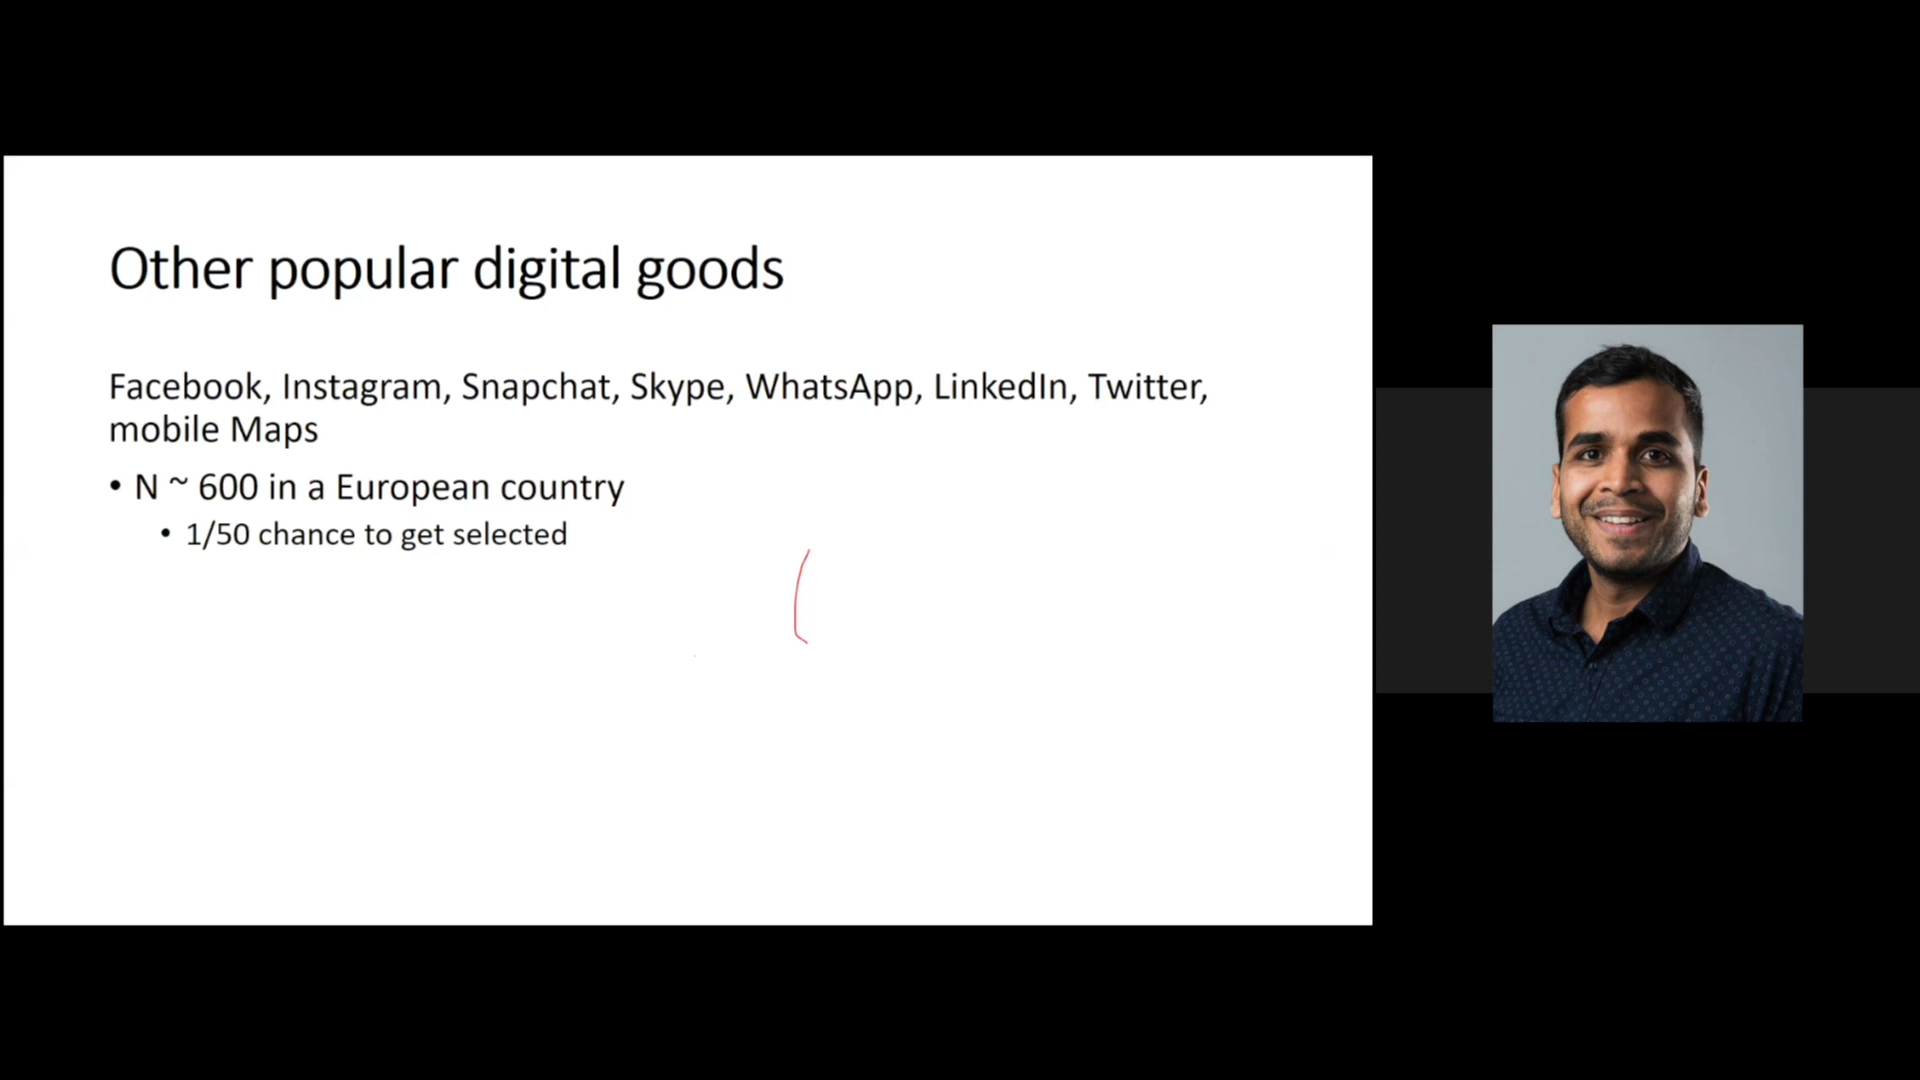 Other popular digital goods
Facebook, Instagram, Snapchat, Skype, WhatsApp, LinkedIn, Twitter,
mobile Maps
• N ~ 600 in a European country
• 1/50 chance to get selected